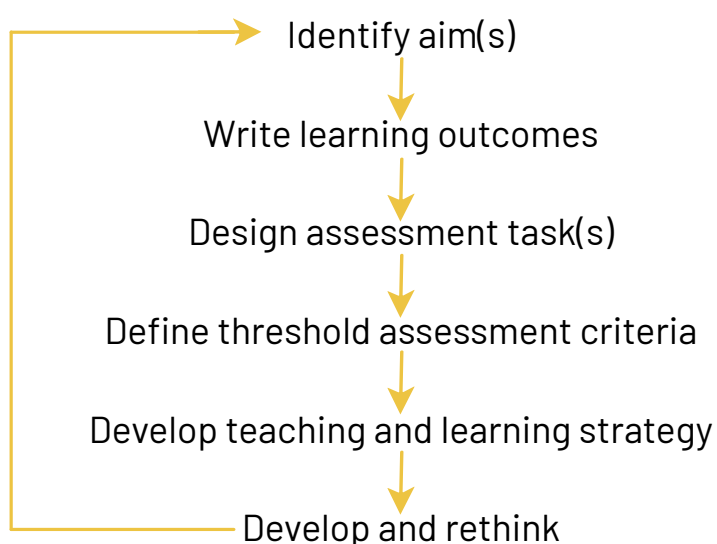 Identify aim(s)
Write learning outcomes
Design assessment task(s)
Define threshold assessment criteria
Develop teaching and learning strategy
Develop and rethink